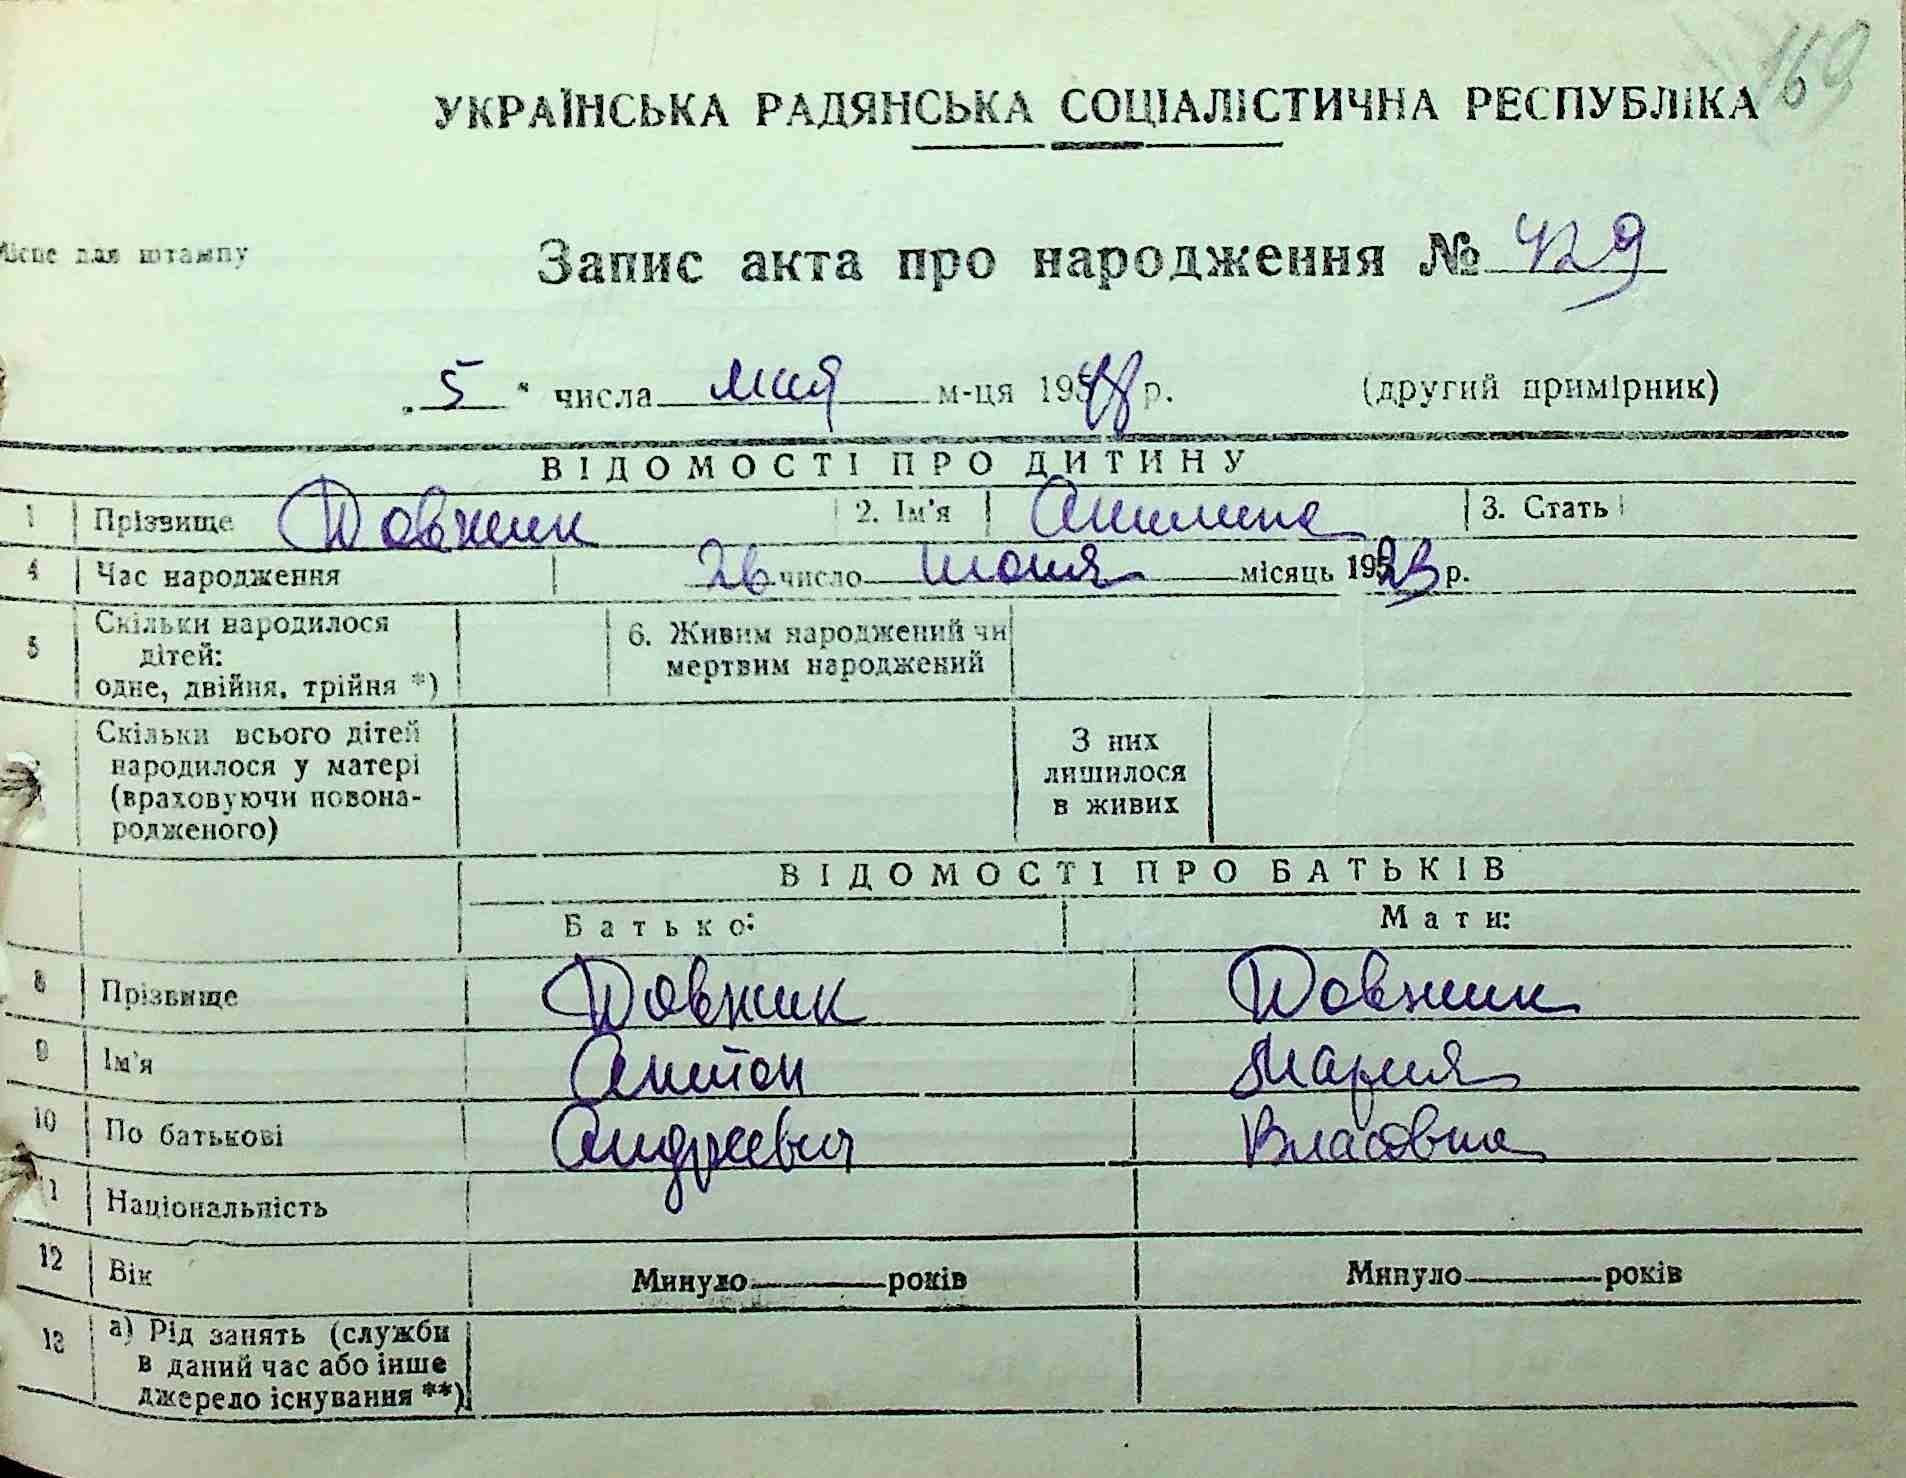 169
УКРАЇНСЬКА РАДЯНСЬКА СОЦІАЛІСТИЧНА РЕСПУБЛІКА
Місце для штампу
Запис акта про народження № 429
„5“ числа мая м-ця 195 р.
(другий примірник)
ВІДОМОСТІ ПРО ДИТИНУ
1 Прізвище Довжик 2. Ім'я 3. Стать
4 Час народження 26 число июня місяць 1923 р.
5 Скільки народилося дітей: одне, двійня, трійня *) 6. Живим народжений чи мертвим народжений
Скільки всього дітей народилося у матері (враховуючи новонародженого) З них лишилося в живих
ВІДОМОСТІ ПРО БАТЬКІВ
Батько: Мати:
8 Прізвище Довжик Довжик
9 Ім'я Антон Мария
10 По батькові Андреевич Власовна
11 Національність
12 Вік Минуло років Минуло років
13 а) Рід занять (служби в даний час або інше джерело існування **)